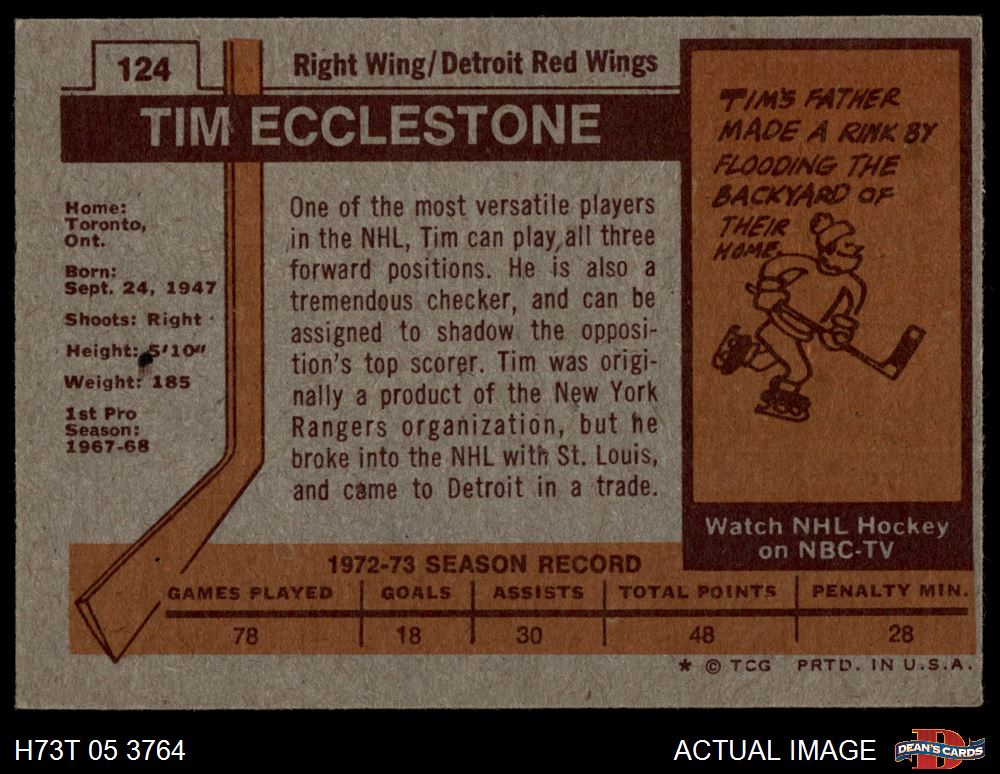 124
Right Wing/Detroit Red Wings
TIM ECCLESTONE
Home:
Toronto,
Ont.
Born:
Sept. 24, 1947
Shoots: Right
Height: 5'10"
Weight: 185
1st Pro
Season:
1967-68
One of the most versatile players
in the NHL, Tim can play all three
forward positions. He is also a
tremendous checker, and can be
assigned to shadow the opposi-
tion's top scorer. Tim was origi-
nally a product of the New York
Rangers organization, but he
broke into the NHL with St. Louis,
and came to Detroit in a trade.
TIM'S FATHER
MADE A RINK BY
FLOODING THE
BACKYARD OF
THEIR
HOME.
Watch NHL Hockey
on NBC-TV
1972-73 SEASON RECORD
GAMES PLAYED GOALS ASSISTS TOTAL POINTS PENALTY MIN.
78 18 30 48 28
* © TCG PRTD. IN U.S.A.
H73T 05 3764
ACTUAL IMAGE
D
DEAN'S CARDS